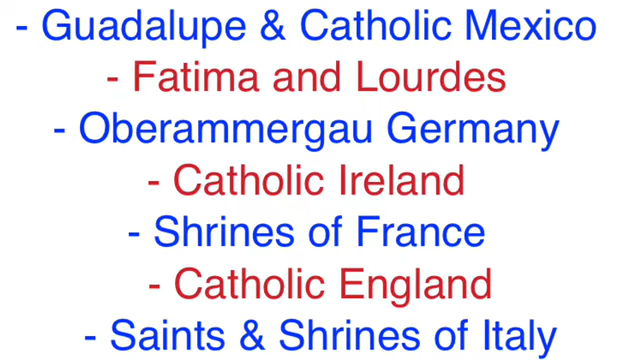 - Guadalupe & Catholic Mexico
- Fatima and Lourdes
- Oberammergau Germany
- Catholic Ireland
- Shrines of France
- Catholic England
- Saints & Shrines of Italy